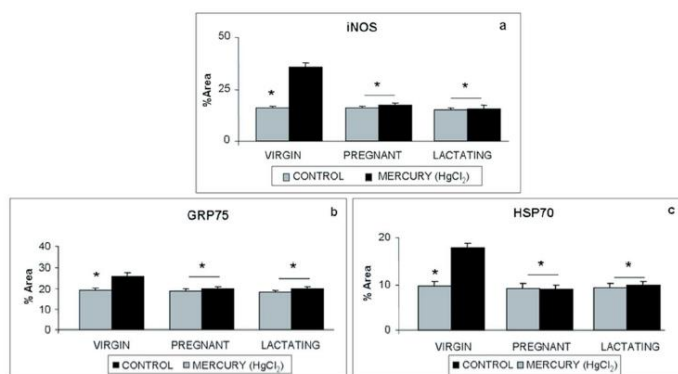 iNOS
a
50
25
0
%Area
*
*
*
VIRGIN PREGNANT LACTATING
CONTROL MERCURY (HgCl₂)
GRP75
b
40
30
20
10
0
% Area
*
*
*
VIRGIN PREGNANT LACTATING
CONTROL MERCURY (HgCl₂)
HSP70
c
20
10
0
% Area
*
*
*
VIRGIN PREGNANT LACTATING
CONTROL MERCURY (HgCl₂)